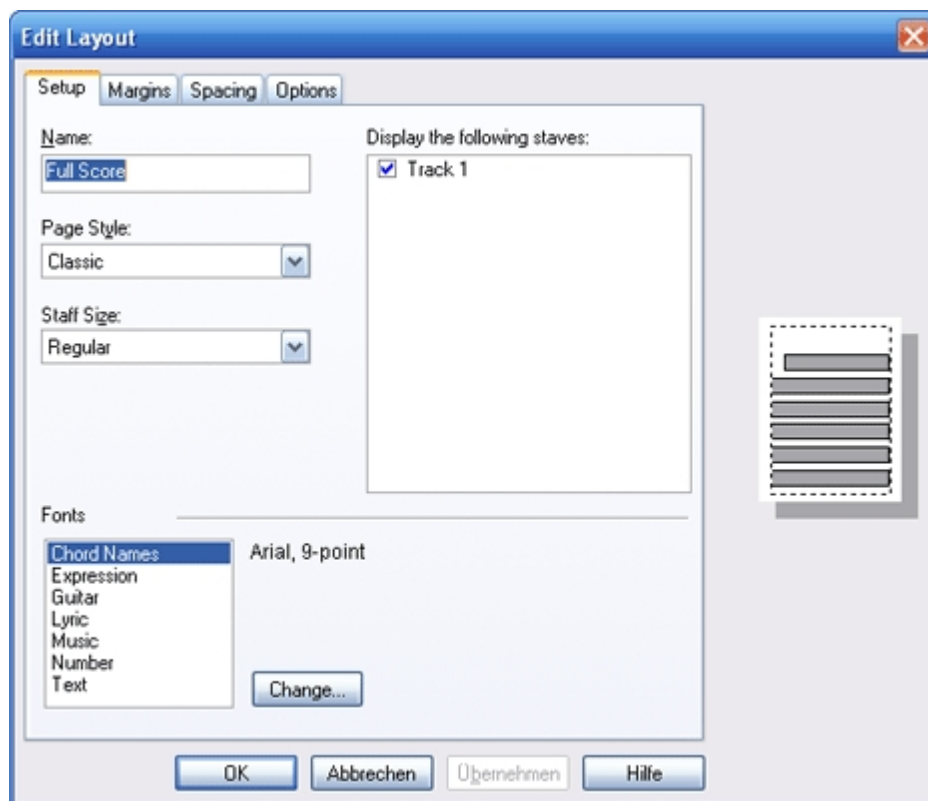 Edit Layout
Setup Margins Spacing Options
Name:
Full Score
Page Style:
Classic
Staff Size:
Regular
Display the following staves:
Track 1
Fonts
Chord Names
Expression
Guitar
Lyric
Music
Number
Text
Arial, 9-point
Change...
OK Abbrechen Übernehmen Hilfe